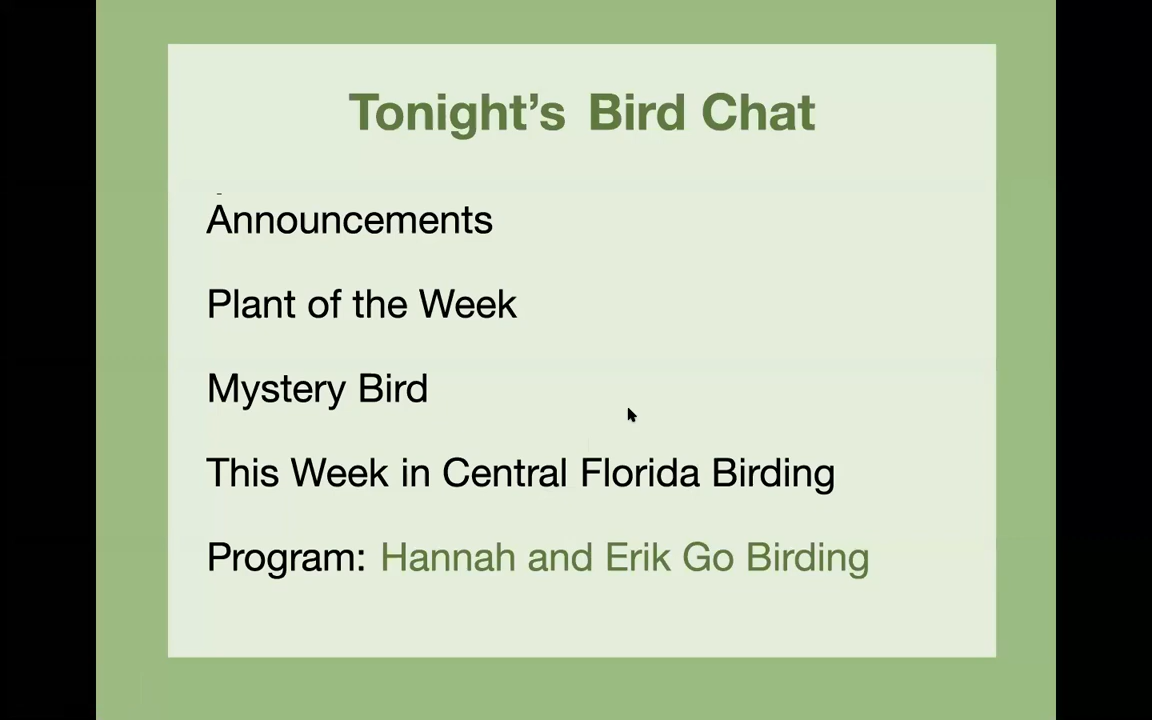 Tonight’s Bird Chat
Announcements
Plant of the Week
Mystery Bird
This Week in Central Florida Birding
Program: Hannah and Erik Go Birding